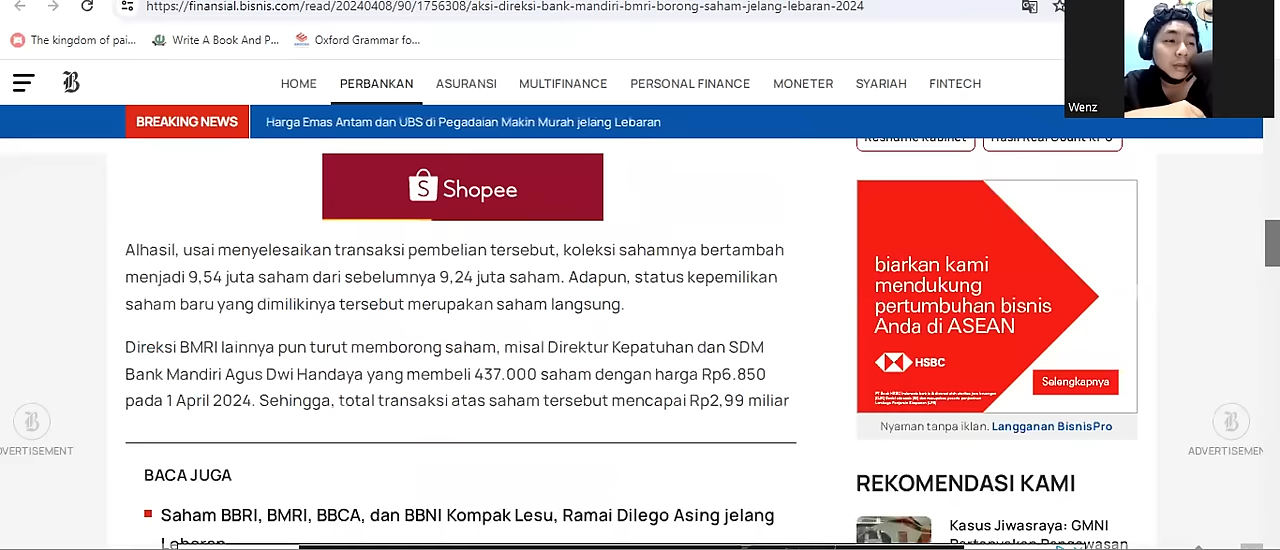 https://finansial.bisnis.com/read/20240408/90/1756308/aksi-direksi-bank-mandiri-bmri-borong-saham-jelang-lebaran-2024
The kingdom of pai... Write A Book And P... Oxford Grammar fo...
HOME PERBANKAN ASURANSI MULTIFINANCE PERSONAL FINANCE MONETER SYARIAH FINTECH
Wenz
BREAKING NEWS Harga Emas Antam dan UBS di Pegadaian Makin Murah jelang Lebaran
Shopee
Alhasil, usai menyelesaikan transaksi pembelian tersebut, koleksi sahamnya bertambah
menjadi 9,54 juta saham dari sebelumnya 9,24 juta saham. Adapun, status kepemilikan
saham baru yang dimilikinya tersebut merupakan saham langsung.
Direksi BMRI lainnya pun turut memborong saham, misal Direktur Kepatuhan dan SDM
Bank Mandiri Agus Dwi Handaya yang membeli 437.000 saham dengan harga Rp6.850
pada 1 April 2024. Sehingga, total transaksi atas saham tersebut mencapai Rp2,99 miliar
BACA JUGA
Saham BBRI, BMRI, BBCA, dan BBNI Kompak Lesu, Ramai Dilego Asing jelang
Lebaran
biarkan kami
mendukung
pertumbuhan bisnis
Anda di ASEAN
HSBC
Selengkapnya
Nyaman tanpa iklan. Langganan BisnisPro
REKOMENDASI KAMI
Kasus Jiwasraya: GMNI
Pertanyakan Pengawasan
ADVERTISEMENT